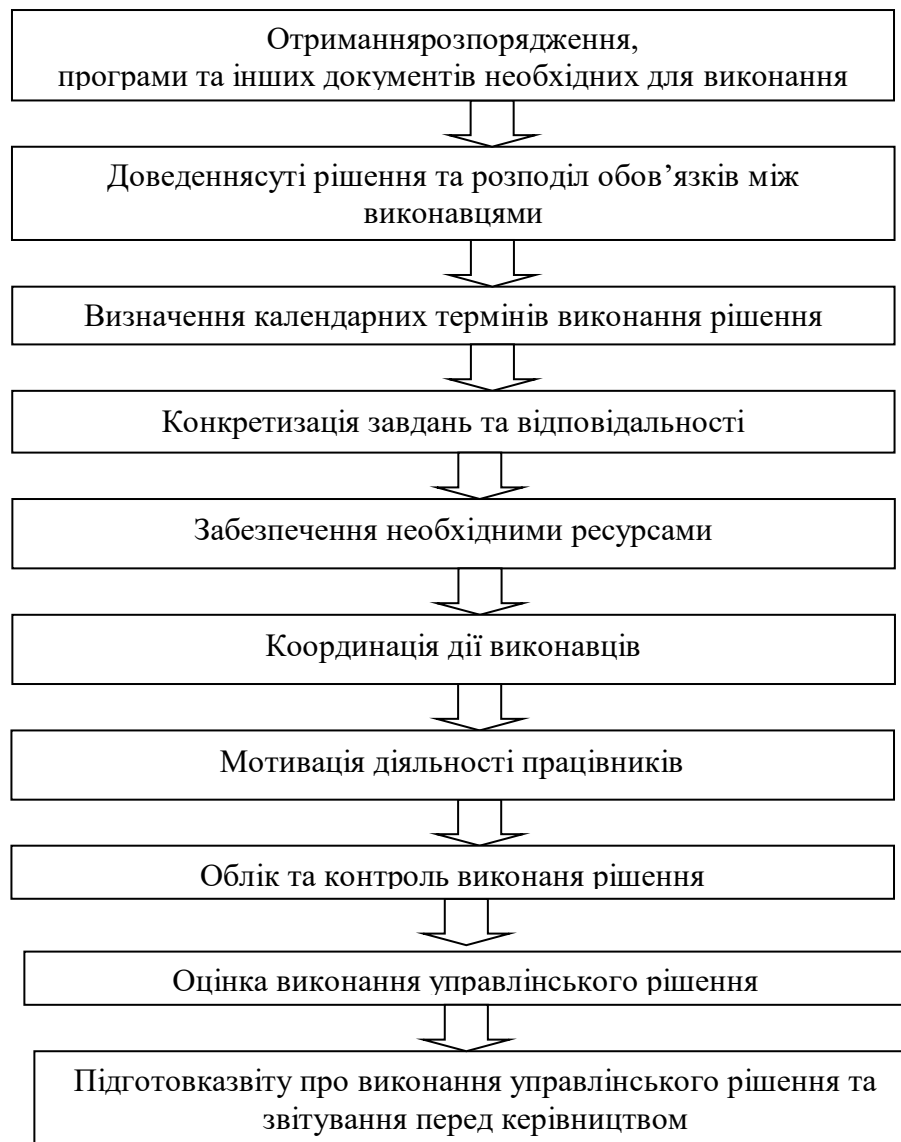 Отриманнярозпорядження,
програми та інших документів необхідних для виконання
Доведеннясуті рішення та розподіл обов’язків між
виконавцями
Визначення календарних термінів виконання рішення
Конкретизація завдань та відповідальності
Забезпечення необхідними ресурсами
Координація дії виконавців
Мотивація діяльності працівників
Облік та контроль виконаня рішення
Оцінка виконання управлінського рішення
Підготовказвіту про виконання управлінського рішення та
звітування перед керівництвом